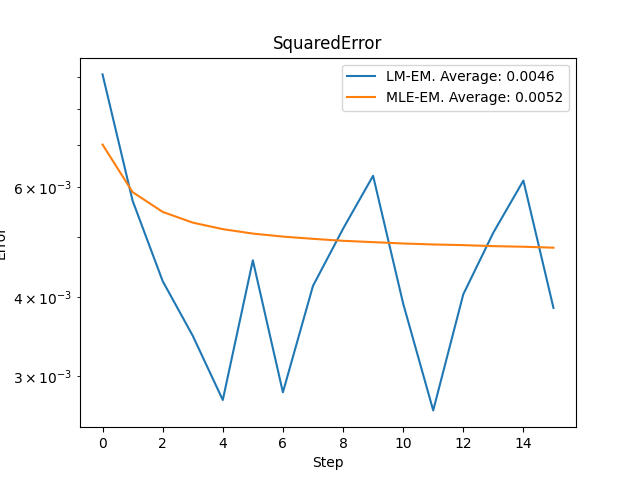 SquaredError
LM-EM. Average: 0.0046
MLE-EM. Average: 0.0052
6 × 10⁻³
4 × 10⁻³
3 × 10⁻³
Error
0 2 4 6 8 10 12 14
Step